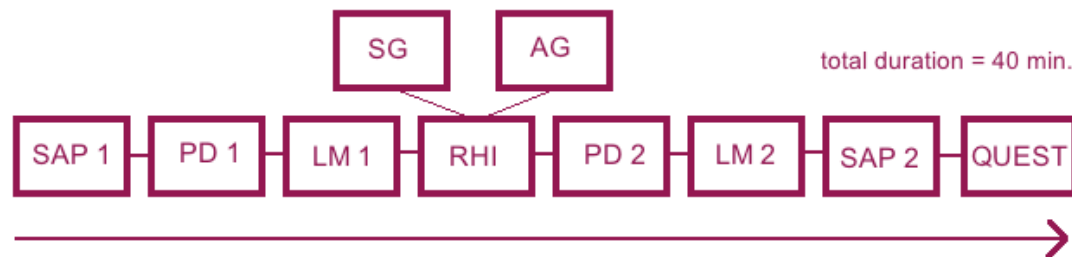 SG
AG
total duration = 40 min.
SAP 1
PD 1
LM 1
RHI
PD 2
LM 2
SAP 2
QUEST